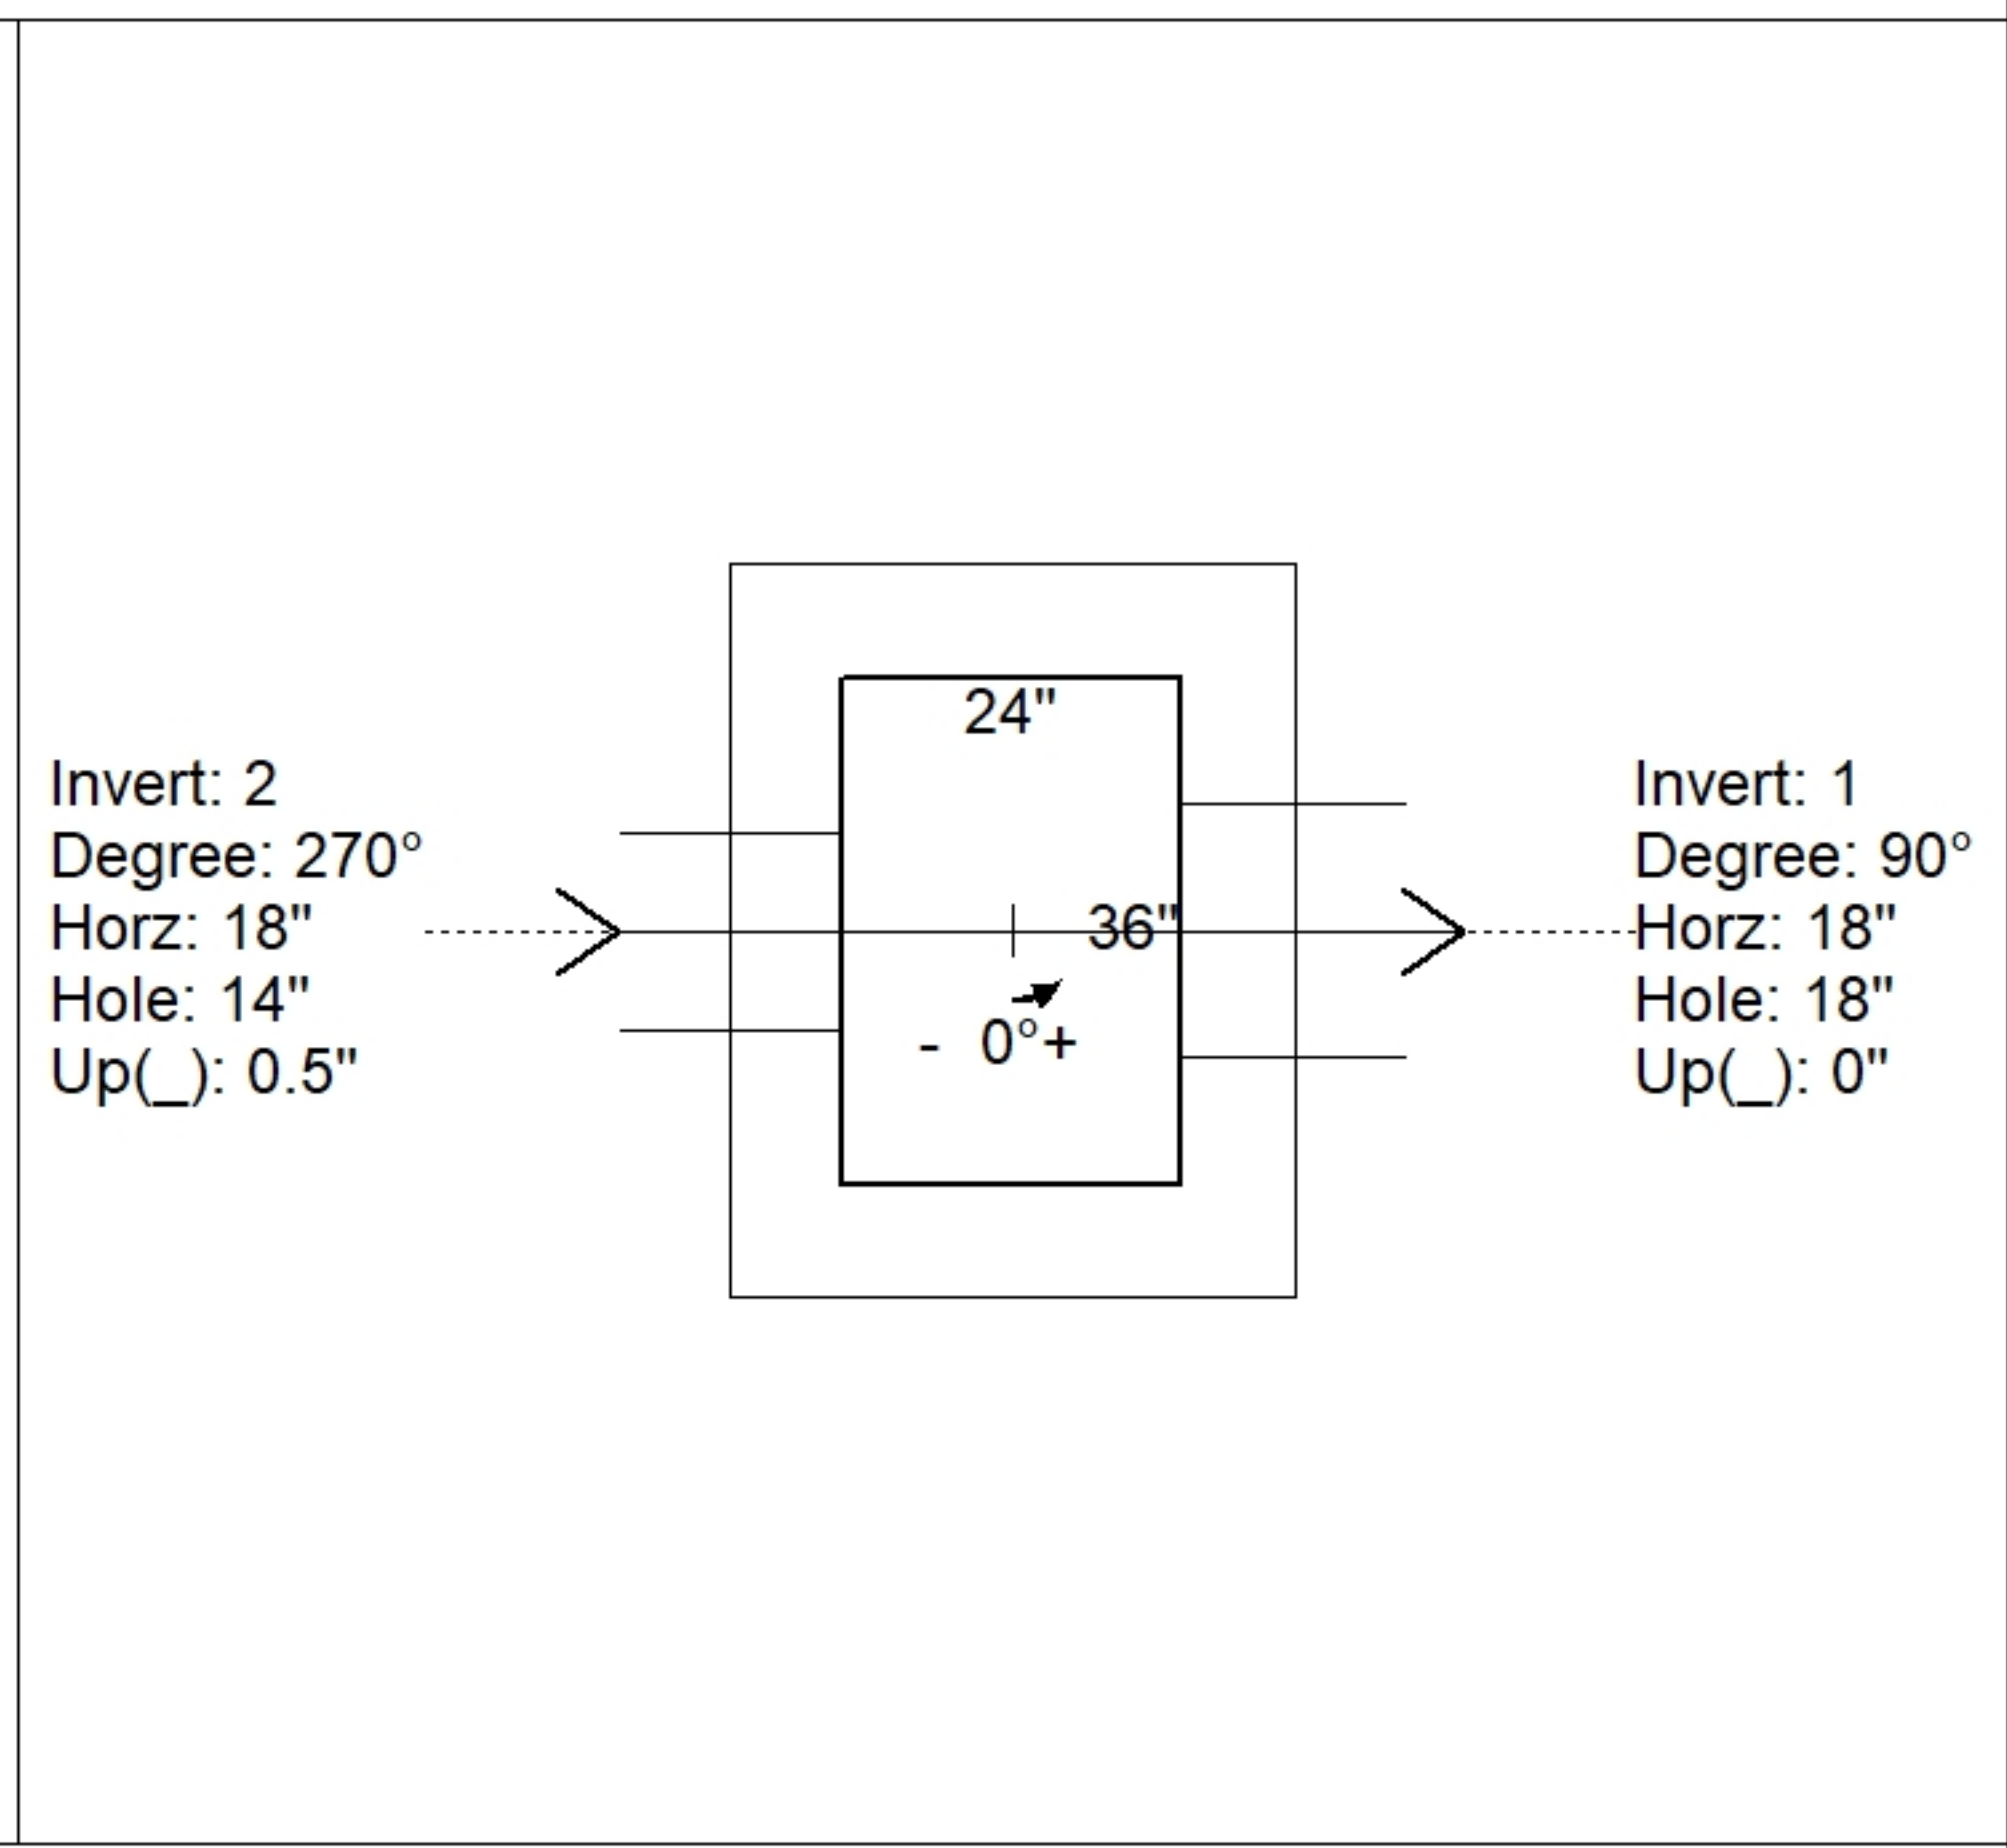 24"
Invert: 2
Degree: 270°
Horz: 18"
Hole: 14"
Up(_): 0.5"
36"
- 0°+
Invert: 1
Degree: 90°
Horz: 18"
Hole: 18"
Up(_): 0"